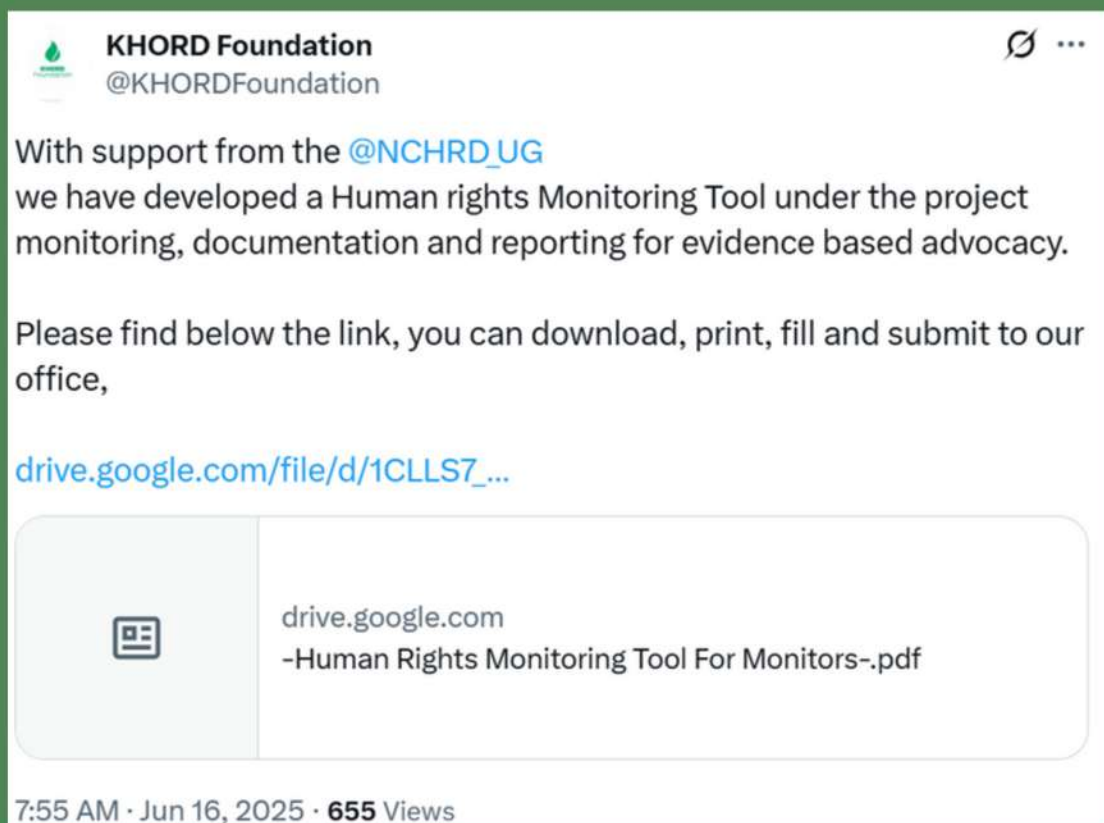 KHORD Foundation
@KHORDFoundation
With support from the @NCHRD_UG
we have developed a Human rights Monitoring Tool under the project
monitoring, documentation and reporting for evidence based advocacy.
Please find below the link, you can download, print, fill and submit to our
office,
drive.google.com/file/d/1CLLS7_...
drive.google.com
-Human Rights Monitoring Tool For Monitors-.pdf
7:55 AM · Jun 16, 2025 · 655 Views